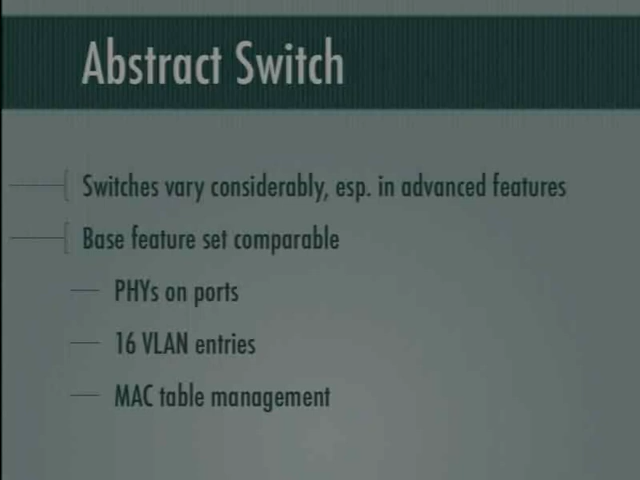 Abstract Switch
Switches vary considerably, esp. in advanced features
Base feature set comparable
PHYs on ports
16 VLAN entries
MAC table management